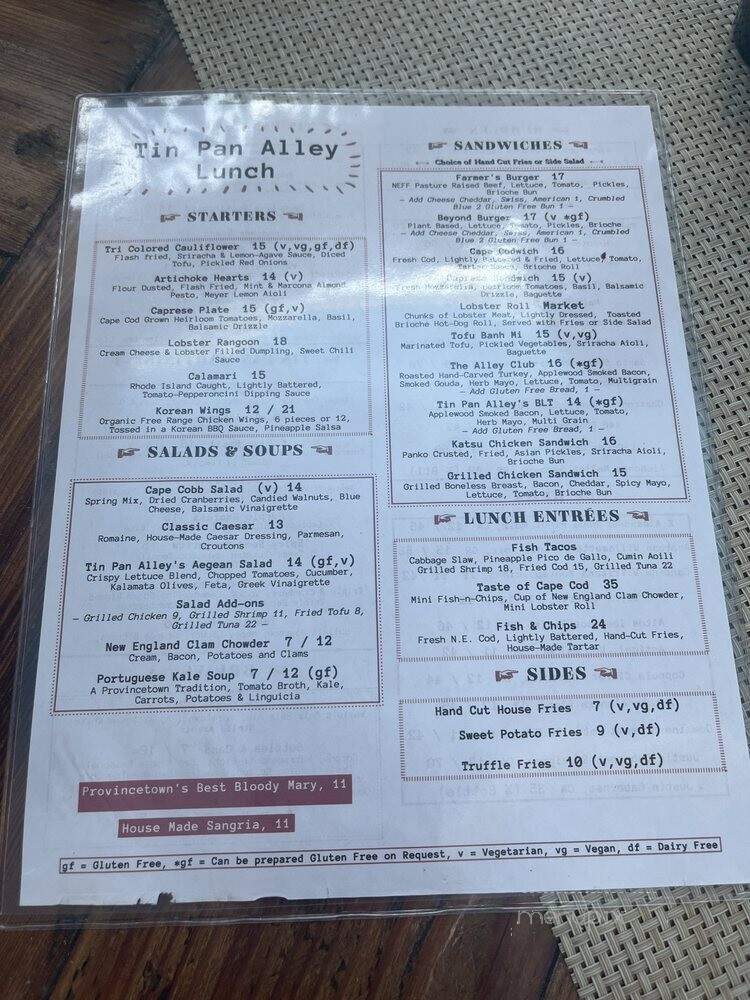 Tin Pan Alley
Lunch
STARTERS
Tri Colored Cauliflower 15 (v,vg,gf,df)
Flash fried, Sriracha & Lemon-Agave Sauce, Diced
Tofu, Pickled Red Onions
Artichoke Hearts 14 (v)
Flour Dusted, Flash Fried, Mint & Marcona Almond
Pesto, Meyer Lemon Aioli
Caprese Plate 15 (gf,v)
Cape Cod Grown Heirloom Tomatoes, Mozzarella, Basil,
Balsamic Drizzle
Lobster Rangoon 18
Cream Cheese & Lobster Filled Dumpling, Sweet Chili
Sauce
Calamari 15
Rhode Island Caught, Lightly Battered,
Tomato-Pepperoncini Dipping Sauce
Korean Wings 12 / 21
Organic Free Range Chicken Wings, 6 pieces or 12,
Tossed in a Korean BBQ Sauce, Pineapple Salsa
SALADS & SOUPS
Cape Cobb Salad (v) 14
Spring Mix, Dried Cranberries, Candied Walnuts, Blue
Cheese, Balsamic Vinaigrette
Classic Caesar 13
Romaine, House-Made Caesar Dressing, Parmesan,
Croutons
Tin Pan Alley's Aegean Salad 14 (gf,v)
Crispy Lettuce Blend, Chopped Tomatoes, Cucumber,
Kalamata Olives, Feta, Greek Vinaigrette
Salad Add-ons
— Grilled Chicken 9, Grilled Shrimp 11, Fried Tofu 8,
Grilled Tuna 22 —
New England Clam Chowder 7 / 12
Cream, Bacon, Potatoes and Clams
Portuguese Kale Soup 7 / 12 (gf)
A Provincetown Tradition, Tomato Broth, Kale,
Carrots, Potatoes & Linguicia
Provincetown's Best Bloody Mary, 11
House Made Sangria, 11
SANDWICHES
Choice of Hand Cut Fries or Side Salad
Farmer's Burger 17
NEFF Pasture Raised Beef, Lettuce, Tomato, Pickles,
Brioche Bun
— Add Cheese Cheddar, Swiss, American 1, Crumbled
Blue 2 Gluten Free Bun 1 —
Beyond Burger 17 (v *gf)
Plant Based, Lettuce, Tomato, Pickles, Brioche
— Add Cheese Cheddar, Swiss, American 1, Crumbled
Blue 2 Gluten Free Bun 1 —
Cape Codwich 16
Fresh Cod, Lightly Battered & Fried, Lettuce, Tomato,
Tartar Sauce, Brioche Roll
Caprese Sandwich 15 (v)
Fresh Mozzarella, Heirloom Tomatoes, Basil, Balsamic
Drizzle, Baguette
Lobster Roll Market
Chunks of Lobster Meat, Lightly Dressed, Toasted
Brioche Hot-Dog Roll, Served with Fries or Side Salad
Tofu Banh Mi 15 (v,vg)
Marinated Tofu, Pickled Vegetables, Sriracha Aioli,
Baguette
The Alley Club 16 (*gf)
Roasted Hand-Carved Turkey, Applewood Smoked Bacon,
Smoked Gouda, Herb Mayo, Lettuce, Tomato, Multigrain
— Add Gluten Free Bread, 1 —
Tin Pan Alley's BLT 14 (*gf)
Applewood Smoked Bacon, Lettuce, Tomato,
Herb Mayo, Multi Grain
— Add Gluten Free Bread, 1 —
Katsu Chicken Sandwich 16
Panko Crusted, Fried, Asian Pickles, Sriracha Aioli,
Brioche Bun
Grilled Chicken Sandwich 15
Grilled Boneless Breast, Bacon, Cheddar, Spicy Mayo,
Lettuce, Tomato, Brioche Bun
LUNCH ENTRÉES
Fish Tacos
Cabbage Slaw, Pineapple Pico de Gallo, Cumin Aoili
Grilled Shrimp 18, Fried Cod 15, Grilled Tuna 22
Taste of Cape Cod 35
Mini Fish-n-Chips, Cup of New England Clam Chowder,
Mini Lobster Roll
Fish & Chips 24
Fresh N.E. Cod, Lightly Battered, Hand-Cut Fries,
House-Made Tartar
SIDES
Hand Cut House Fries 7 (v,vg,df)
Sweet Potato Fries 9 (v,df)
Truffle Fries 10 (v,vg,df)
gf = Gluten Free, *gf = Can be prepared Gluten Free on Request, v = Vegetarian, vg = Vegan, df = Dairy Free